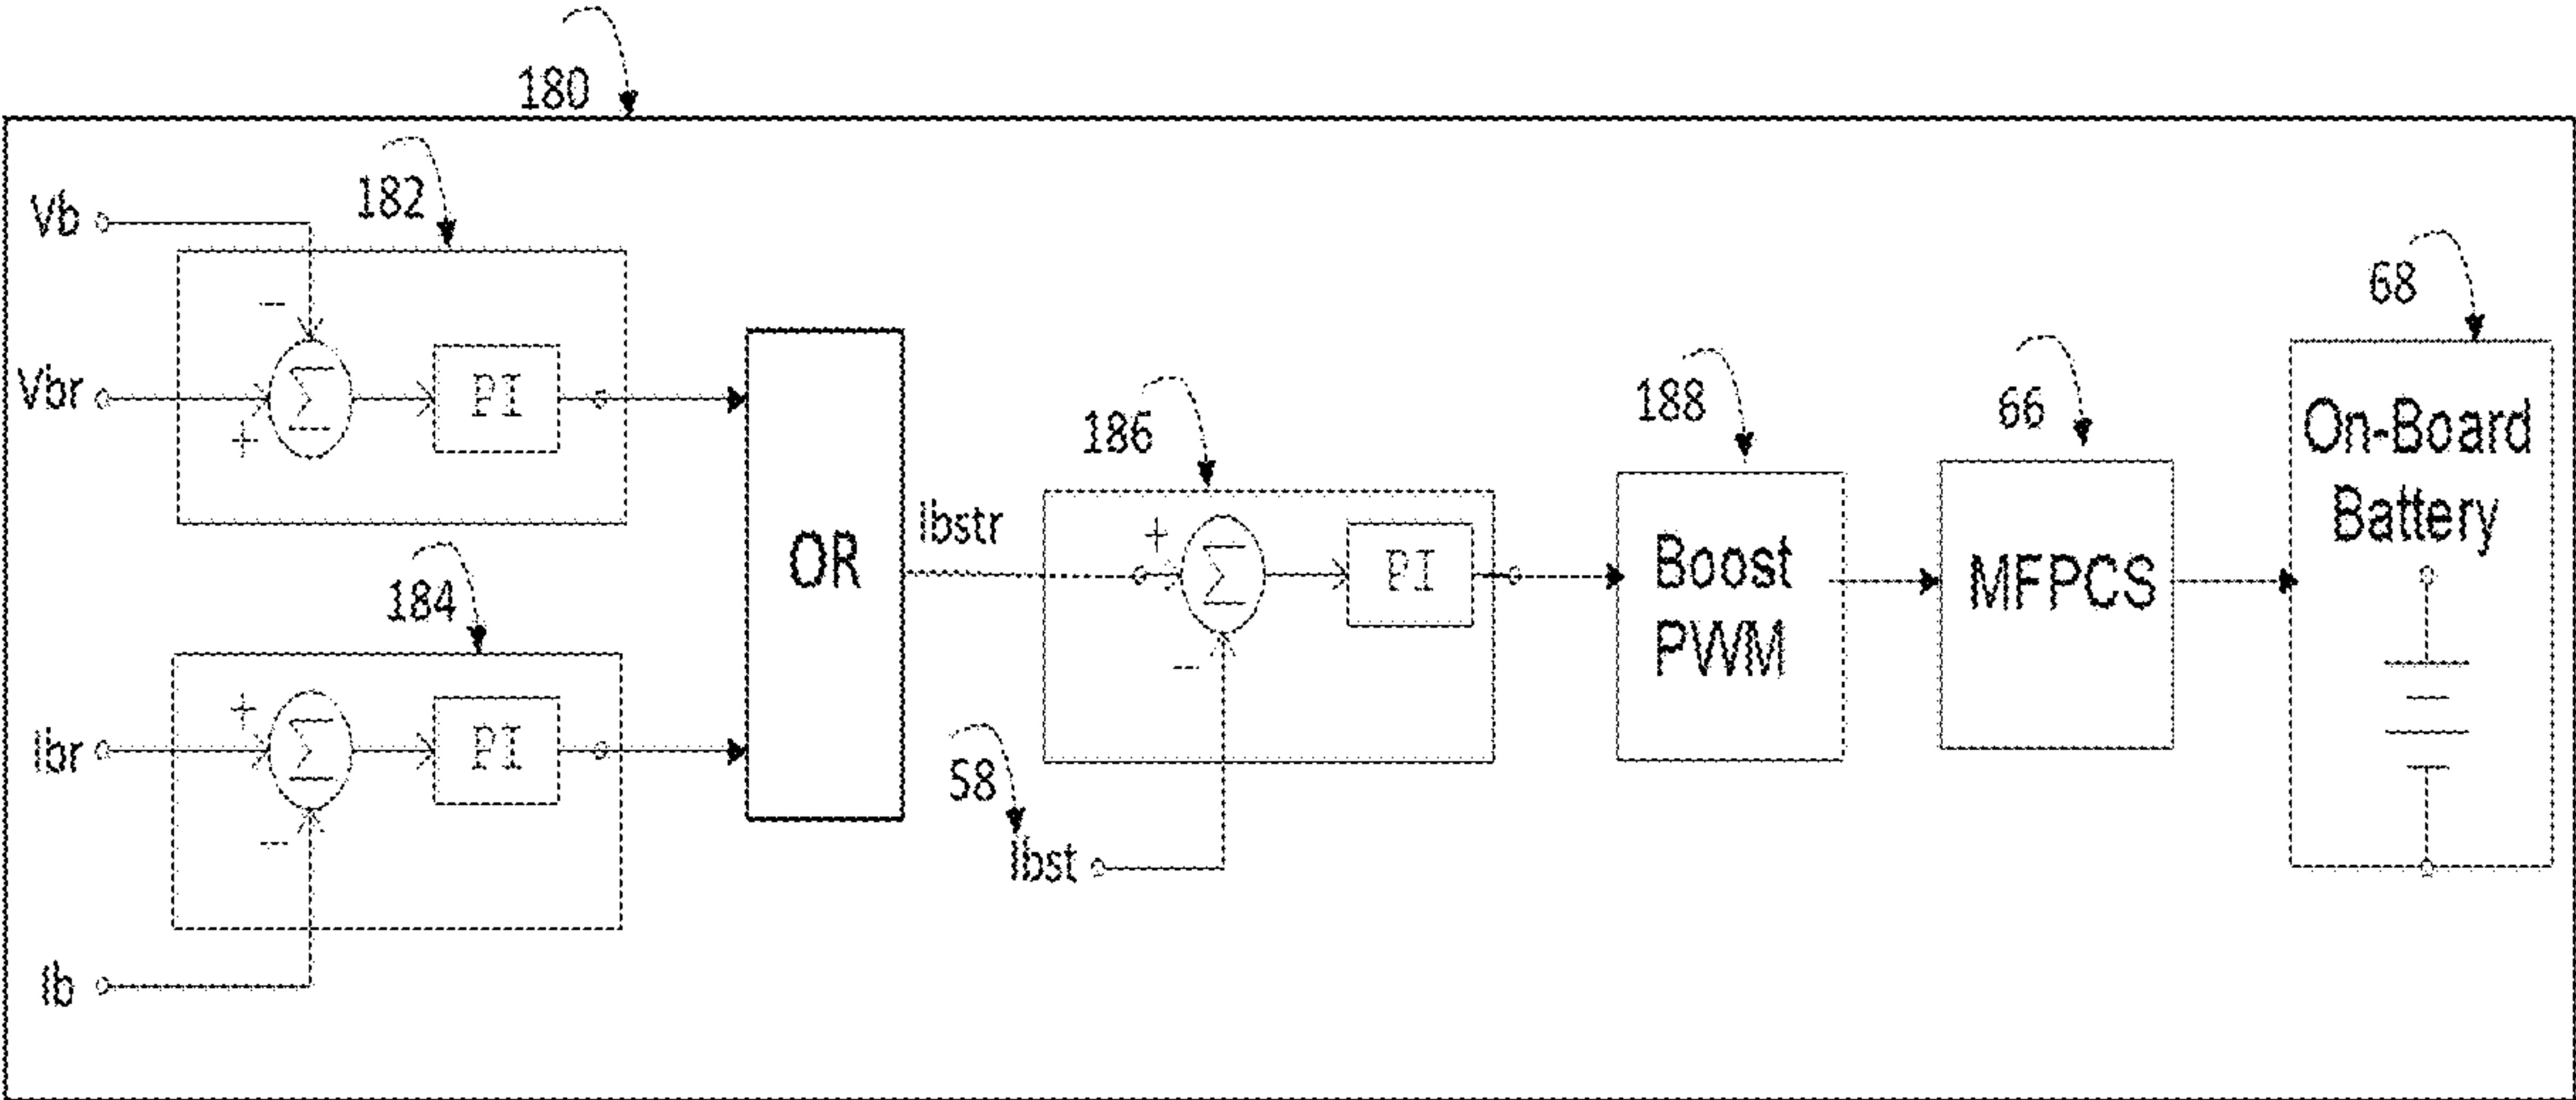 180
182
Vb
−
Vbr
+
Σ
PI
184
+
Ibr
Σ
PI
−
Ib
OR
Ibstr
186
+
Σ
PI
−
58
Ibst
188
Boost
PWM
66
MFPCS
68
On-Board
Battery